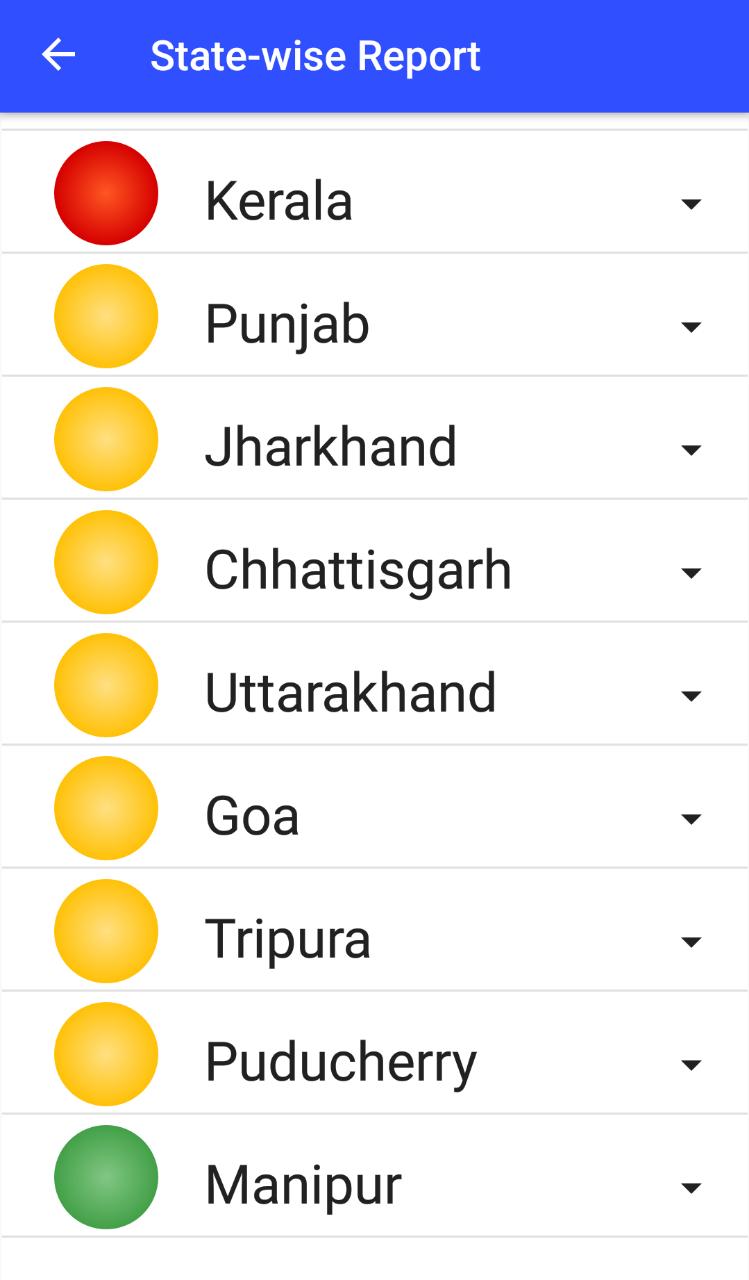 State-wise Report
Kerala
Punjab
Jharkhand
Chhattisgarh
Uttarakhand
Goa
Tripura
Puducherry
Manipur